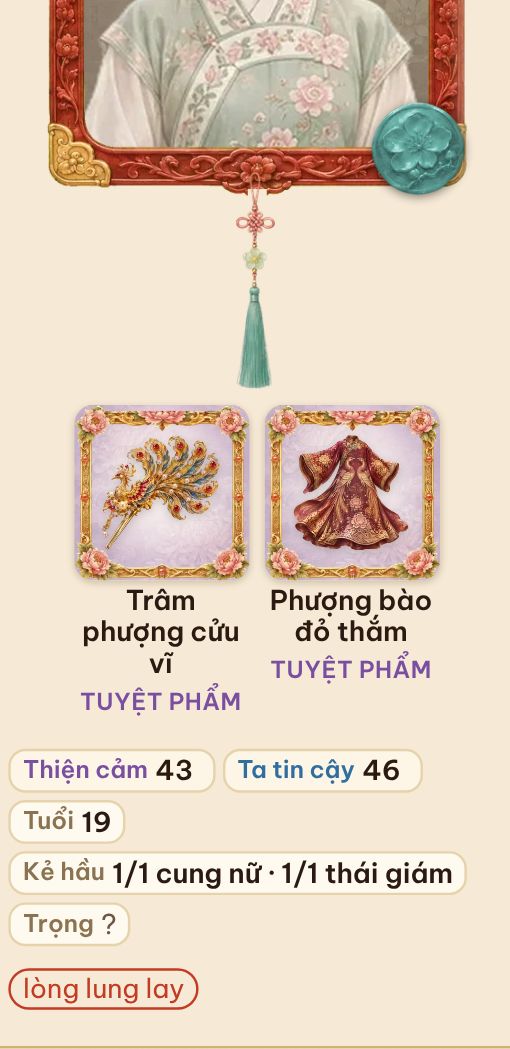 Trâm
phượng cửu
vĩ
TUYỆT PHẨM
Phượng bào
đỏ thắm
TUYỆT PHẨM
Thiện cảm 43
Ta tin cậy 46
Tuổi 19
Kẻ hầu 1/1 cung nữ · 1/1 thái giám
Trọng ?
lòng lung lay